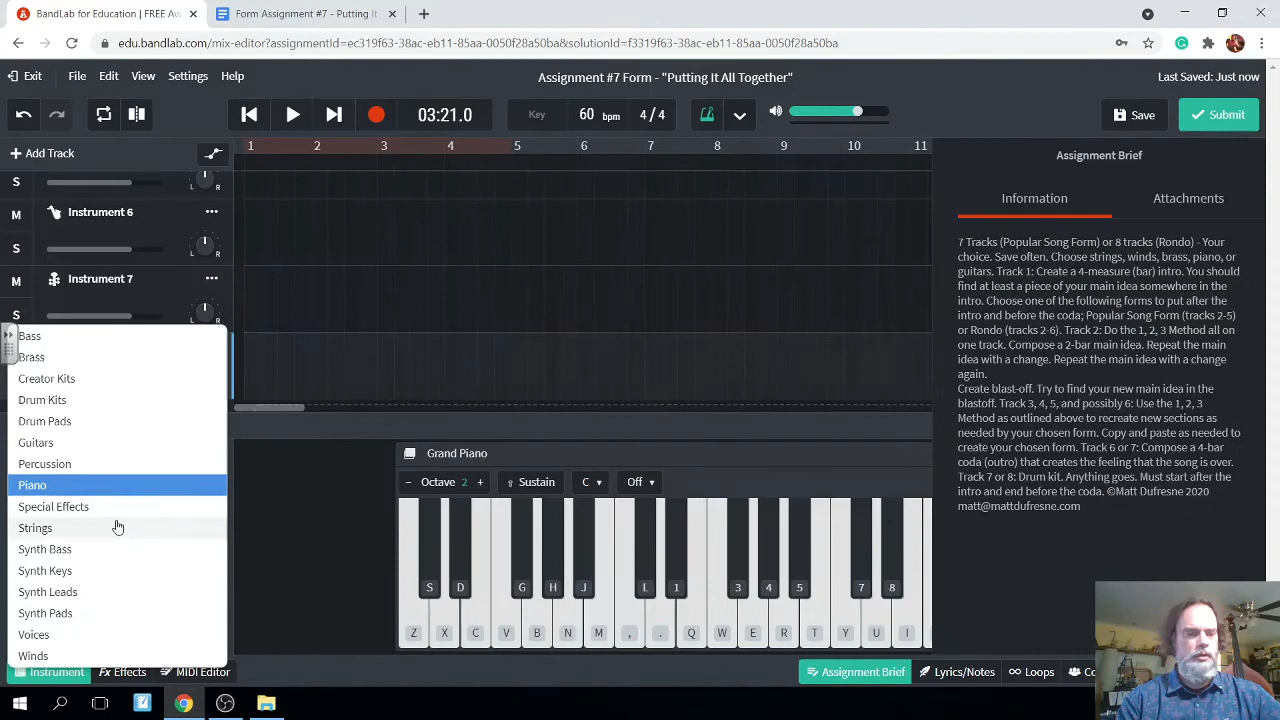 BandLab for Education | FREE Aw
Form Assignment #7 - Putting It
edu.bandlab.com/mix-editor?assignmentId=ec319f63-38ac-eaab-0050f28a50ba&solutionId=f3351f63-38ac-eaab-0050f28a50ba
Exit File Edit View Settings Help
Assignment #7 Form - "Putting It All Together"
Last Saved: Just now
03:21.0 Key 60 bpm 4 / 4
Save Submit
Add Track
1 2 3 4 5 6 7 8 9 10 11
Assignment Brief
Information Attachments
S L R
M Instrument 6
S L R
M Instrument 7
S L R
Bass
Brass
Creator Kits
Drum Kits
Drum Pads
Guitars
Percussion
Piano
Special Effects
Strings
Synth Bass
Synth Keys
Synth Leads
Synth Pads
Voices
Winds
7 Tracks (Popular Song Form) or 8 tracks (Rondo) - Your
choice. Save often. Choose strings, winds, brass, piano, or
guitars. Track 1: Create a 4-measure (bar) intro. You should
find at least a piece of your main idea somewhere in the
intro. Choose one of the following forms to put after the
intro and before the coda; Popular Song Form (tracks 2-5)
or Rondo (tracks 2-6). Track 2: Do the 1, 2, 3 Method all on
one track. Compose a 2-bar main idea. Repeat the main
idea with a change. Repeat the main idea with a change
again.
Create blast-off. Try to find your new main idea in the
blastoff. Track 3, 4, 5, and possibly 6: Use the 1, 2, 3
Method as outlined above to recreate new sections as
needed by your chosen form. Copy and paste as needed to
create your chosen form. Track 6 or 7: Compose a 4-bar
coda (outro) that creates the feeling that the song is over.
Track 7 or 8: Drum kit. Anything goes. Must start after the
intro and end before the coda. ©Matt Dufresne 2020
matt@mattdufresne.com
Grand Piano
− Octave 2 + Sustain C Off
S D G H J L 1 3 4 5 7 8
Z X C V B N M , . Q W E R T Y U I
Instrument Effects MIDI Editor
Assignment Brief Lyrics/Notes Loops Co